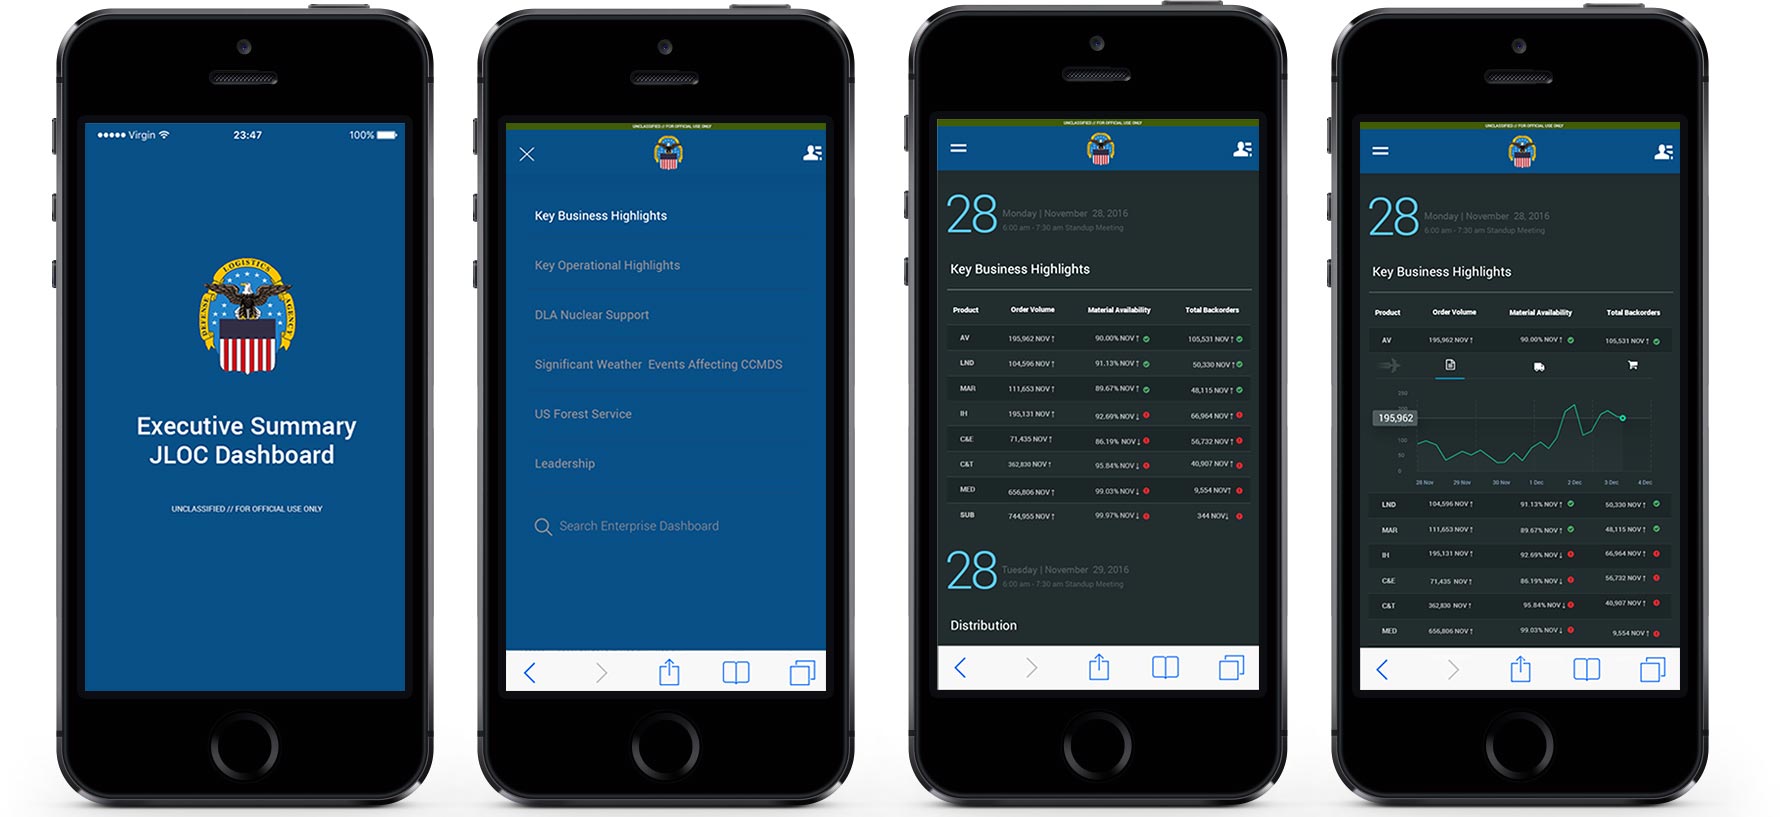 Virgin
23:47
100%
LOGISTICS
DEFENSE
AGENCY
Executive Summary
JLOC Dashboard
UNCLASSIFIED // FOR OFFICIAL USE ONLY
UNCLASSIFIED // FOR OFFICIAL USE ONLY
Key Business Highlights
Key Operational Highlights
DLA Nuclear Support
Significant Weather Events Affecting CCMDS
US Forest Service
Leadership
Search Enterprise Dashboard
UNCLASSIFIED // FOR OFFICIAL USE ONLY
28 Monday | November 28, 2016
6:00 am - 7:30 am Standup Meeting
Key Business Highlights
Product Order Volume Material Availability Total Backorders
AV 195,962 NOV ↑ 90.00% NOV ↑ 105,531 NOV ↑
LND 104,596 NOV ↑ 91.13% NOV ↑ 50,330 NOV ↑
MAR 111,653 NOV ↑ 89.67% NOV ↑ 48,115 NOV ↑
IH 195,131 NOV ↑ 92.69% NOV ↓ 66,964 NOV ↑
C&E 71,435 NOV ↑ 86.19% NOV ↓ 56,732 NOV ↑
C&T 362,830 NOV ↑ 95.84% NOV ↓ 40,907 NOV ↑
MED 656,806 NOV ↑ 99.03% NOV ↓ 9,554 NOV ↑
SUB 744,955 NOV ↑ 99.97% NOV ↓ 344 NOV ↓
28 Tuesday | November 29, 2016
6:00 am - 7:30 am Standup Meeting
Distribution
UNCLASSIFIED // FOR OFFICIAL USE ONLY
28 Monday | November 28, 2016
6:00 am - 7:30 am Standup Meeting
Key Business Highlights
Product Order Volume Material Availability Total Backorders
AV 195,962 NOV ↑ 90.00% NOV ↑ 105,531 NOV ↑
250
195,962
100
50
0
28 Nov 29 Nov 30 Nov 1 Dec 2 Dec 3 Dec 4 Dec
LND 104,596 NOV ↑ 91.13% NOV ↑ 50,330 NOV ↑
MAR 111,653 NOV ↑ 89.67% NOV ↑ 48,115 NOV ↑
IH 195,131 NOV ↑ 92.69% NOV ↓ 66,964 NOV ↑
C&E 71,435 NOV ↑ 86.19% NOV ↓ 56,732 NOV ↑
C&T 362,830 NOV ↑ 95.84% NOV ↓ 40,907 NOV ↑
MED 656,806 NOV ↑ 99.03% NOV ↓ 9,554 NOV ↑